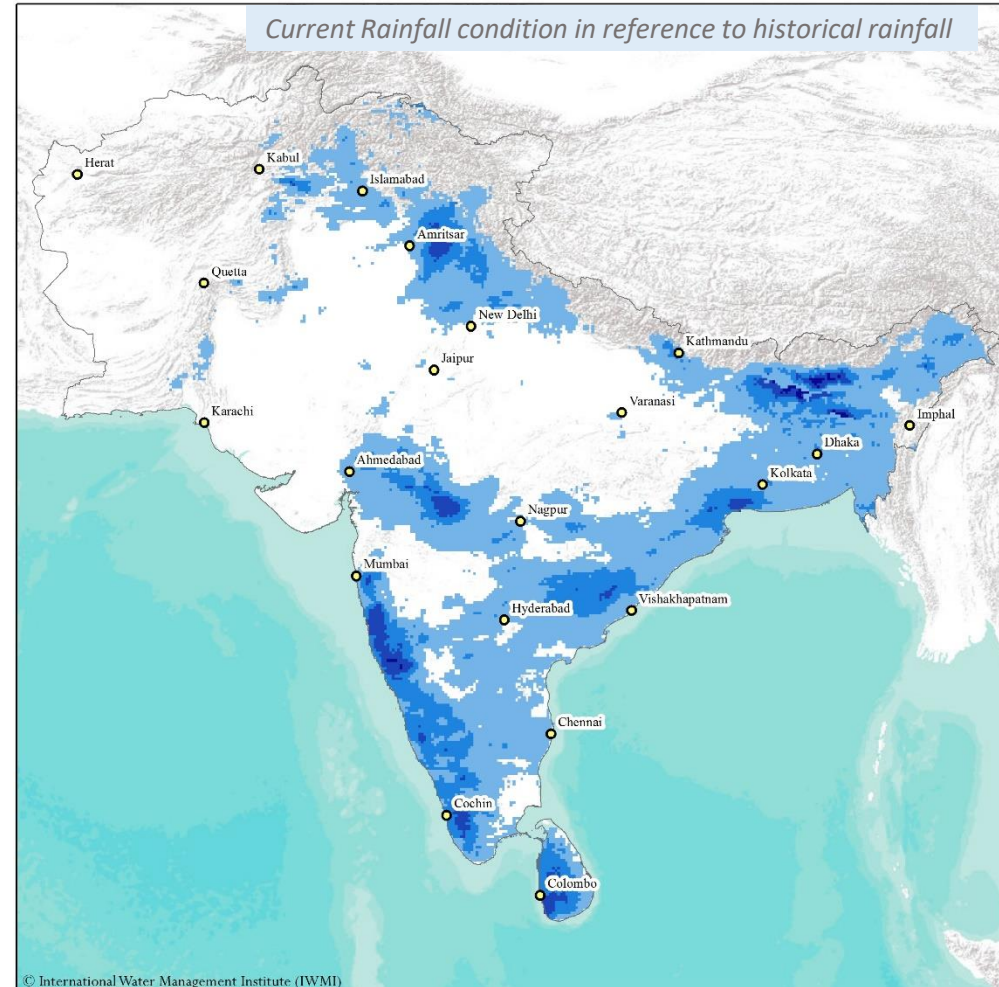 Current Rainfall condition in reference to historical rainfall
Kabul
Herat
Islamabad
Amritsar
Quetta
New Delhi
Kathmandu
Jaipur
Varanasi
Karachi
Imphal
Dhaka
Ahmedabad
Kolkata
Nagpur
Mumbai
Vishakhapatnam
Hyderabad
Chennai
Cochin
Colombo
© International Water Management Institute (IWMI)